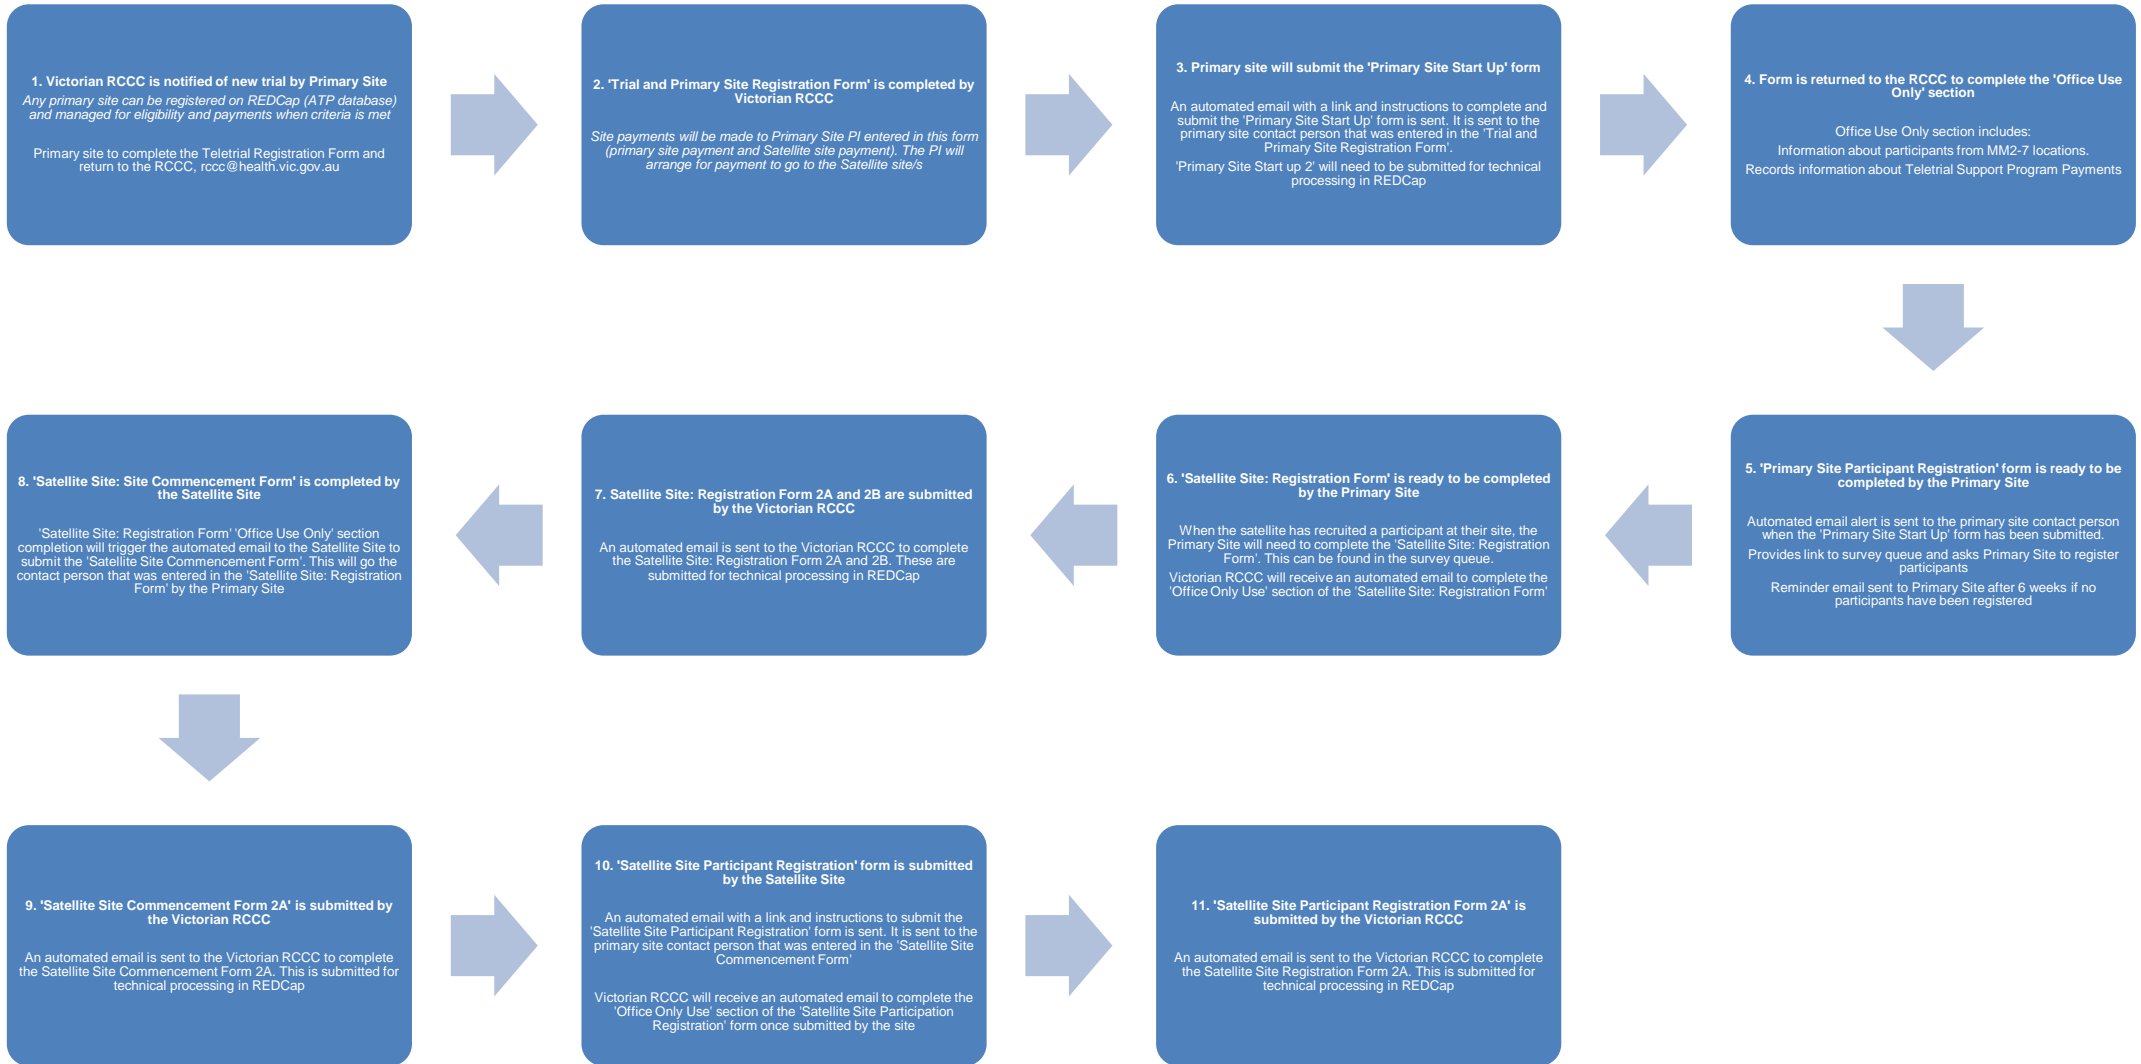 1. Victorian RCCC is notified of new trial by Primary Site
Any primary site can be registered on REDCap (ATP database)
and managed for eligibility and payments when criteria is met
Primary site to complete the Teletrial Registration Form and
return to the RCCC, rccc@health.vic.gov.au
2. 'Trial and Primary Site Registration Form' is completed by
Victorian RCCC
Site payments will be made to Primary Site PI entered in this form
(primary site payment and Satellite site payment). The PI will
arrange for payment to go to the Satellite site/s
3. Primary site will submit the 'Primary Site Start Up' form
An automated email with a link and instructions to complete and
submit the 'Primary Site Start Up' form is sent. It is sent to the
primary site contact person that was entered in the 'Trial and
Primary Site Registration Form'.
'Primary Site Start up 2' will need to be submitted for technical
processing in REDCap
4. Form is returned to the RCCC to complete the 'Office Use
Only' section
Office Use Only section includes:
Information about participants from MM2-7 locations.
Records information about Teletrial Support Program Payments
5. 'Primary Site Participant Registration' form is ready to be
completed by the Primary Site
Automated email alert is sent to the primary site contact person
when the 'Primary Site Start Up' form has been submitted.
Provides link to survey queue and asks Primary Site to register
participants
Reminder email sent to Primary Site after 6 weeks if no
participants have been registered
6. 'Satellite Site: Registration Form' is ready to be completed
by the Primary Site
When the satellite has recruited a participant at their site, the
Primary Site will need to complete the 'Satellite Site: Registration
Form'. This can be found in the survey queue.
Victorian RCCC will receive an automated email to complete the
'Office Only Use' section of the 'Satellite Site: Registration Form'
7. Satellite Site: Registration Form 2A and 2B are submitted
by the Victorian RCCC
An automated email is sent to the Victorian RCCC to complete
the Satellite Site: Registration Form 2A and 2B. These are
submitted for technical processing in REDCap
8. 'Satellite Site: Site Commencement Form' is completed by
the Satellite Site
'Satellite Site: Registration Form' 'Office Use Only' section
completion will trigger the automated email to the Satellite Site to
submit the 'Satellite Site Commencement Form'. This will go the
contact person that was entered in the 'Satellite Site: Registration
Form' by the Primary Site
9. 'Satellite Site Commencement Form 2A' is submitted by
the Victorian RCCC
An automated email is sent to the Victorian RCCC to complete
the Satellite Site Commencement Form 2A. This is submitted for
technical processing in REDCap
10. 'Satellite Site Participant Registration' form is submitted
by the Satellite Site
An automated email with a link and instructions to submit the
'Satellite Site Participant Registration' form is sent. It is sent to the
primary site contact person that was entered in the 'Satellite Site
Commencement Form'
Victorian RCCC will receive an automated email to complete the
'Office Only Use' section of the 'Satellite Site Participation
Registration' form once submitted by the site
11. 'Satellite Site Participant Registration Form 2A' is
submitted by the Victorian RCCC
An automated email is sent to the Victorian RCCC to complete
the Satellite Site Registration Form 2A. This is submitted for
technical processing in REDCap